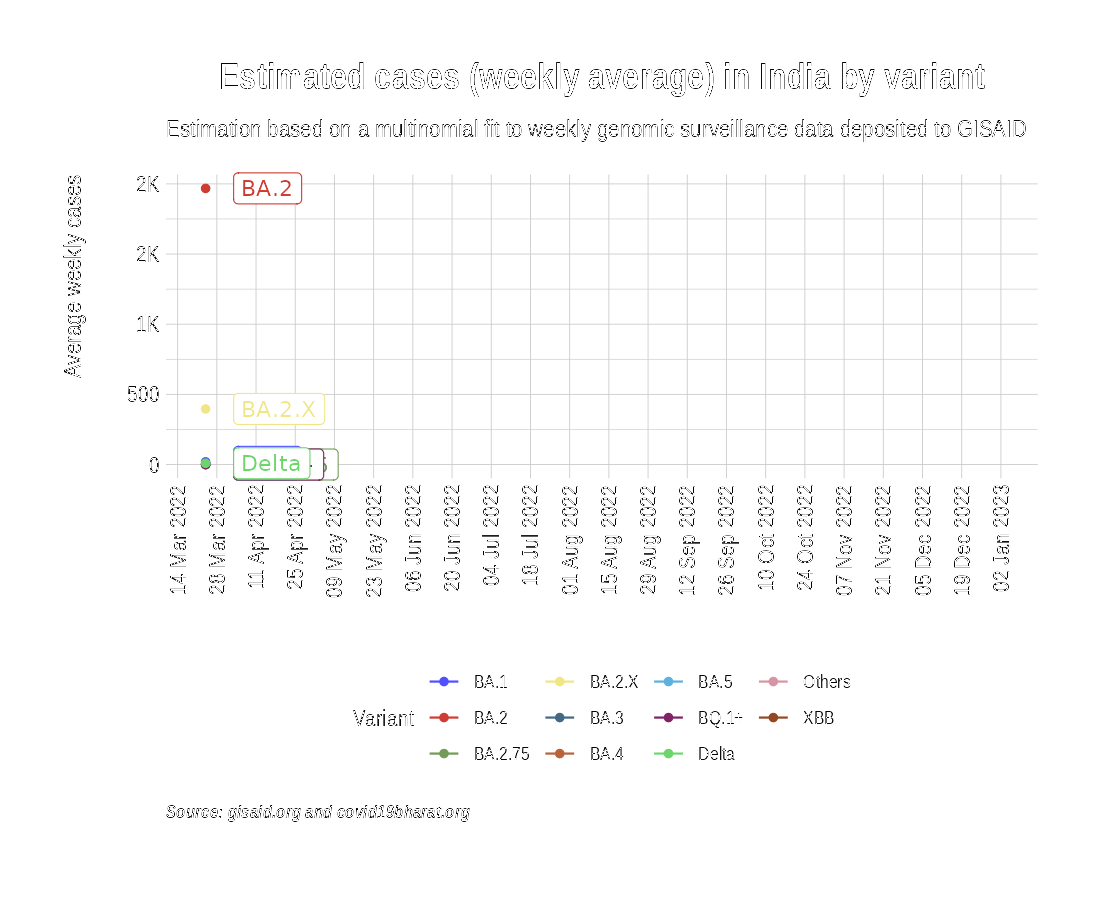 Estimated cases (weekly average) in India by variant
Estimation based on a multinomial fit to weekly genomic surveillance data deposited to GISAID
Average weekly cases
2K
2K
1K
500
0
BA.2
BA.2.X
Delta
14 Mar 2022
28 Mar 2022
11 Apr 2022
25 Apr 2022
09 May 2022
23 May 2022
06 Jun 2022
20 Jun 2022
04 Jul 2022
18 Jul 2022
01 Aug 2022
15 Aug 2022
29 Aug 2022
12 Sep 2022
26 Sep 2022
10 Oct 2022
24 Oct 2022
07 Nov 2022
21 Nov 2022
05 Dec 2022
19 Dec 2022
02 Jan 2023
Variant
BA.1
BA.2.X
BA.5
Others
BA.2
BA.3
BQ.1+
XBB
BA.2.75
BA.4
Delta
Source: gisaid.org and covid19bharat.org